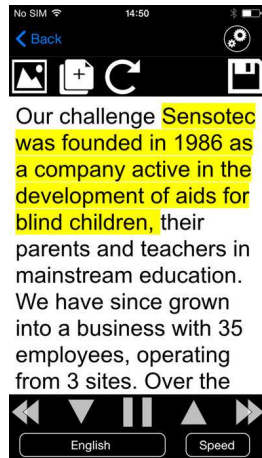 No SIM 14:50
Back
Our challenge Sensotec
was founded in 1986 as
a company active in the
development of aids for
blind children, their
parents and teachers in
mainstream education.
We have since grown
into a business with 35
employees, operating
from 3 sites. Over the
English Speed